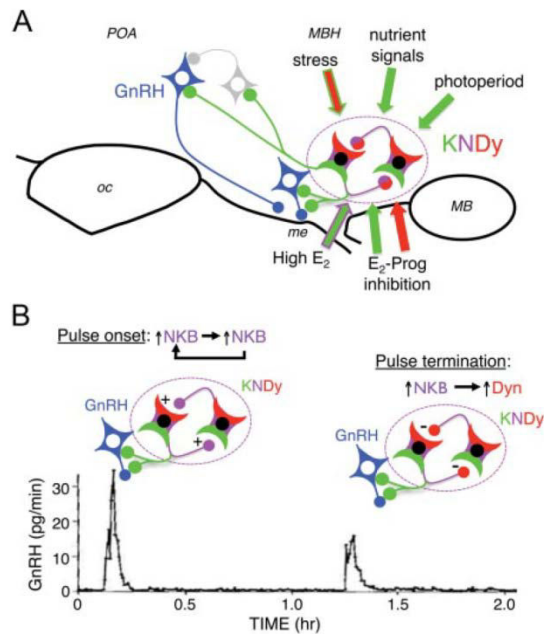 A
POA
MBH
stress
nutrient
signals
photoperiod
GnRH
KNDy
oc
me
MB
High E₂
E₂-Prog
inhibition
B
Pulse onset: ↑NKB → ↑NKB
Pulse termination:
↑NKB → ↑Dyn
KNDy
GnRH
+
+
KNDy
GnRH
-
-
GnRH (pg/min)
30
20
10
0
0
0.5
1.0
1.5
2.0
TIME (hr)